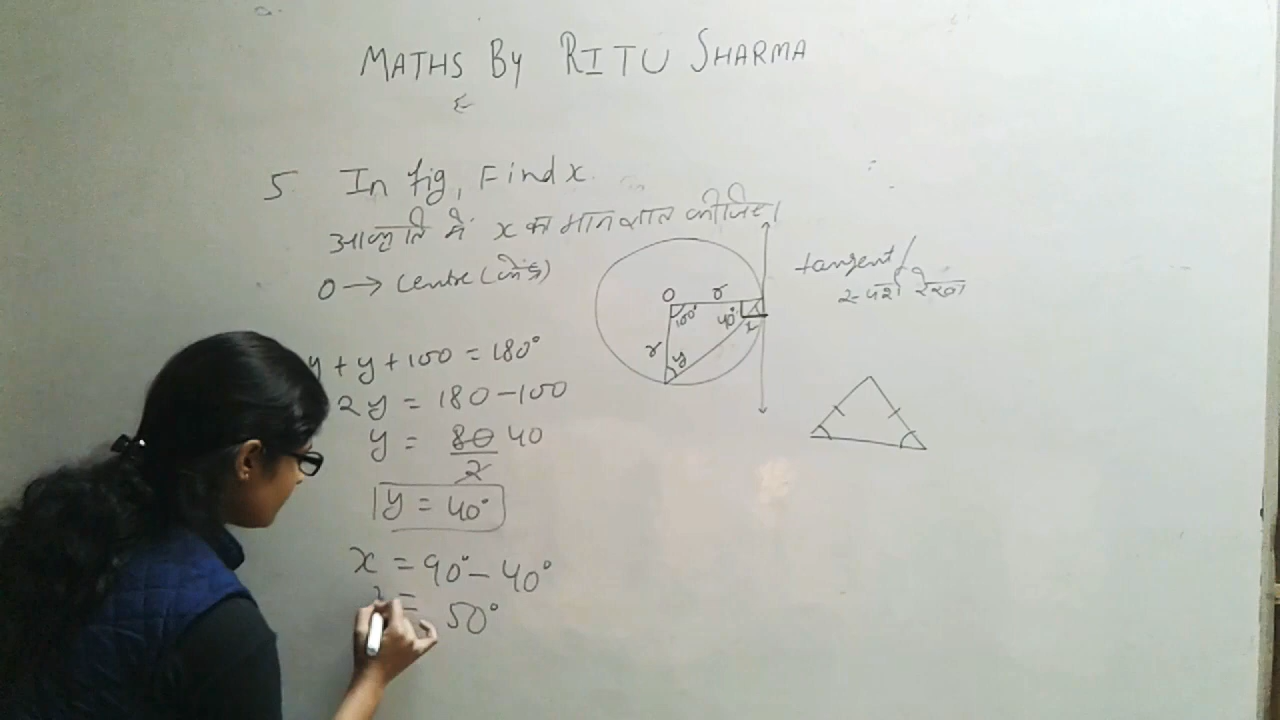 MATHS By RITU SHARMA
ξ
5 In fig, Find x.
आकृति में x का मान ज्ञात कीजिए।
O → Centre (केंद्र)
tangent/
स्पर्श रेखा
O r
100° 40° x
r y
y + y + 100 = 180°
2y = 180 - 100
y = 80 40
2
y = 40°
x = 90° - 40°
= 50°